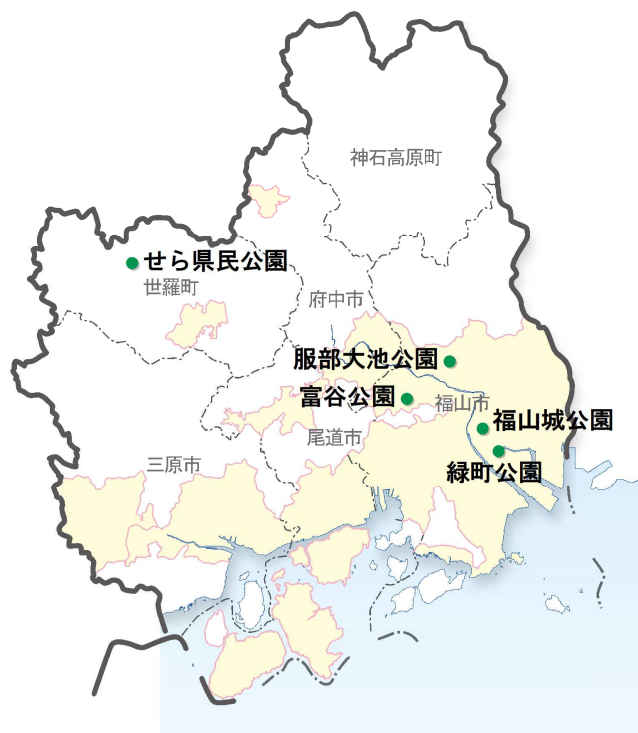 神石高原町
せら県民公園
世羅町
府中市
服部大池公園
富谷公園
福山市
福山城公園
尾道市
緑町公園
三原市